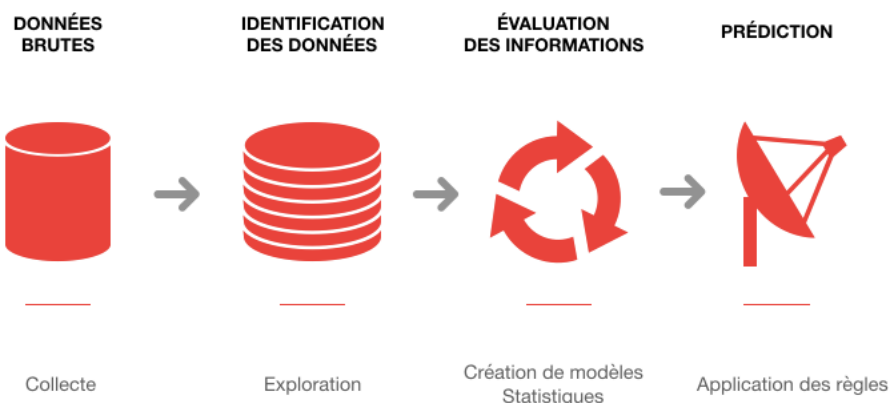 DONNÉES
BRUTES
IDENTIFICATION
DES DONNÉES
ÉVALUATION
DES INFORMATIONS
PRÉDICTION
Collecte
Exploration
Création de modèles
Statistiques
Application des règles